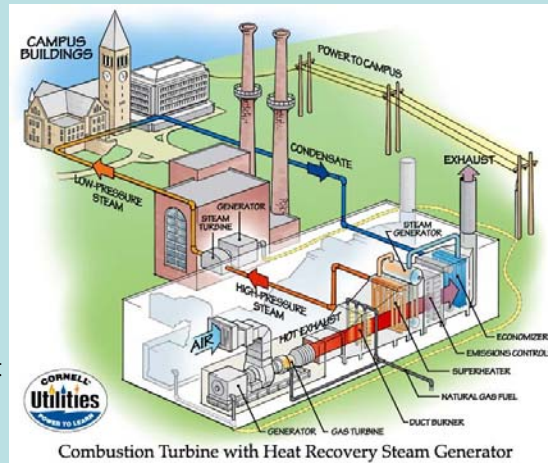 CAMPUS
BUILDINGS
POWER TO CAMPUS
CONDENSATE
EXHAUST
LOW-PRESSURE
STEAM
GENERATOR
STEAM
TURBINE
STEAM
GENERATOR
HIGH-PRESSURE
STEAM
HOT EXHAUST
AIR
ECONOMIZER
EMISSIONS CONTROL
SUPERHEATER
NATURAL GAS FUEL
DUCT BURNER
GENERATOR
GAS TURBINE
CORNELL
Utilities
POWER TO LEARN
Combustion Turbine with Heat Recovery Steam Generator